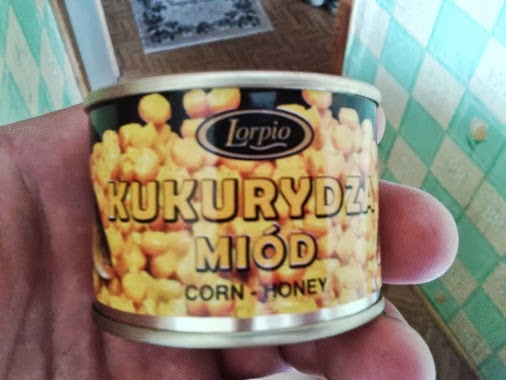 Lorpio
KUKURYDZA
MIÓD
CORN - HONEY